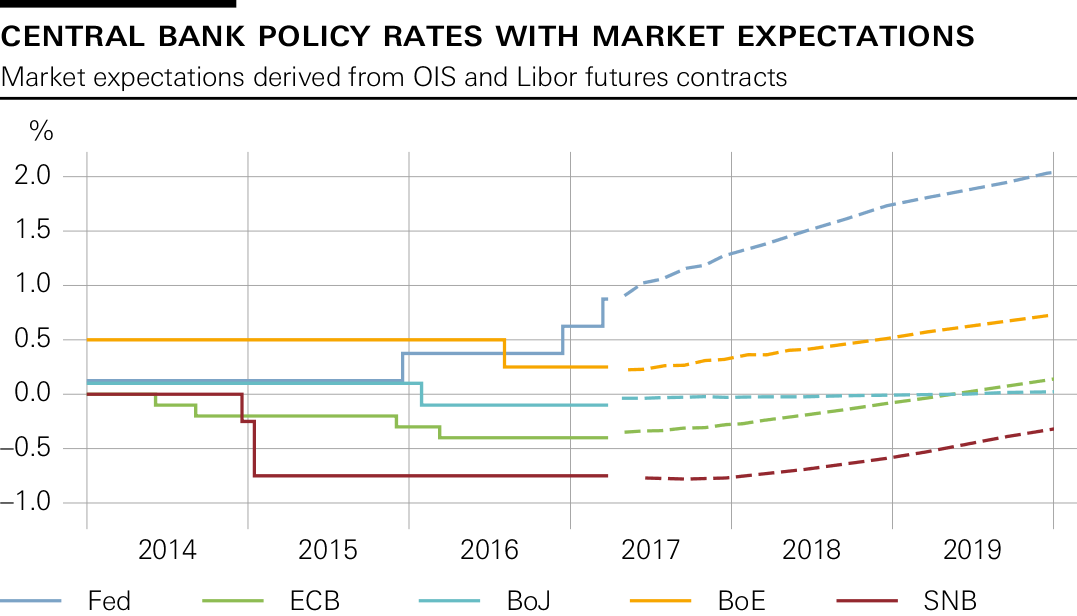 CENTRAL BANK POLICY RATES WITH MARKET EXPECTATIONS
Market expectations derived from OIS and Libor futures contracts
%
2.0
1.5
1.0
0.5
0.0
–0.5
–1.0
2014 2015 2016 2017 2018 2019
Fed ECB BoJ BoE SNB